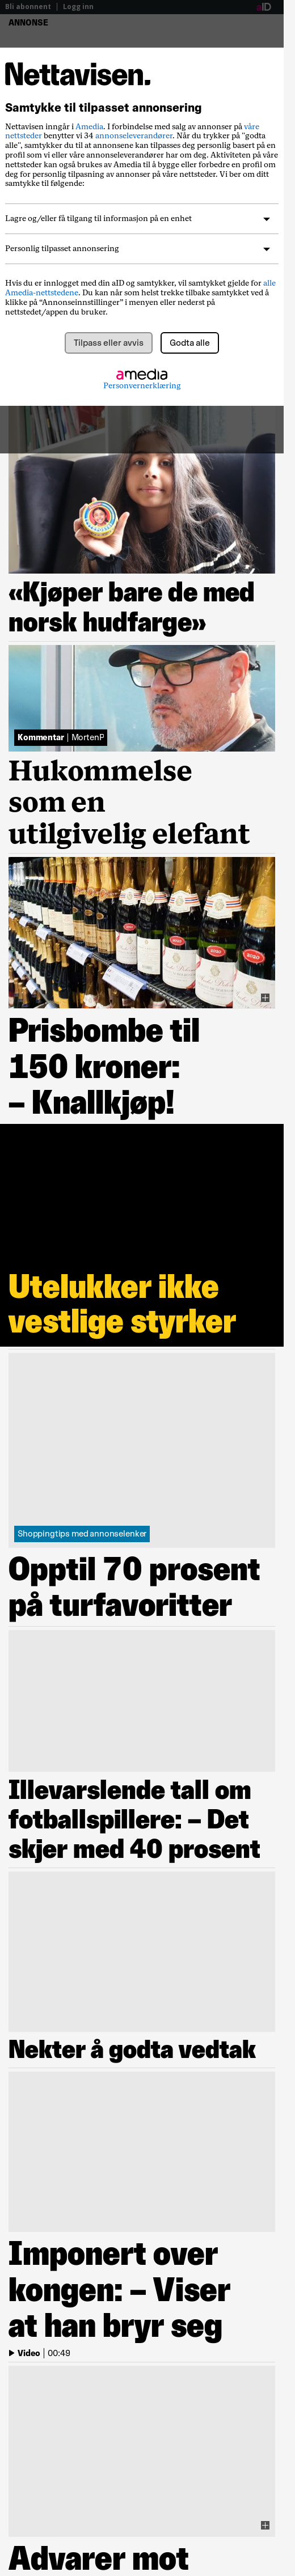 Bli abonnent | Logg inn
aID
ANNONSE
Nettavisen.
Samtykke til tilpasset annonsering
Nettavisen inngår i Amedia. I forbindelse med salg av annonser på våre
nettsteder benytter vi 34 annonseleverandører. Når du trykker på "godta
alle", samtykker du til at annonsene kan tilpasses deg personlig basert på en
profil som vi eller våre annonseleverandører har om deg. Aktiviteten på våre
nettsteder kan også brukes av Amedia til å bygge eller forbedre en profil om
deg for personlig tilpasning av annonser på våre nettsteder. Vi ber om ditt
samtykke til følgende:
Lagre og/eller få tilgang til informasjon på en enhet
Personlig tilpasset annonsering
Hvis du er innlogget med din aID og samtykker, vil samtykket gjelde for alle
Amedia-nettstedene. Du kan når som helst trekke tilbake samtykket ved å
klikke på “Annonseinnstillinger” i menyen eller nederst på
nettstedet/appen du bruker.
Tilpass eller avvis
Godta alle
amedia
Personvernerklæring
«Kjøper bare de med
norsk hudfarge»
Kommentar | MortenP
Hukommelse
som en
utilgivelig elefant
Prisbombe til
150 kroner:
– Knallkjøp!
Utelukker ikke
vestlige styrker
Shoppingtips med annonselenker
Opptil 70 prosent
på turfavoritter
Illevarslende tall om
fotballspillere: – Det
skjer med 40 prosent
Nekter å godta vedtak
Imponert over
kongen: – Viser
at han bryr seg
Video | 00:49
Advarer mot